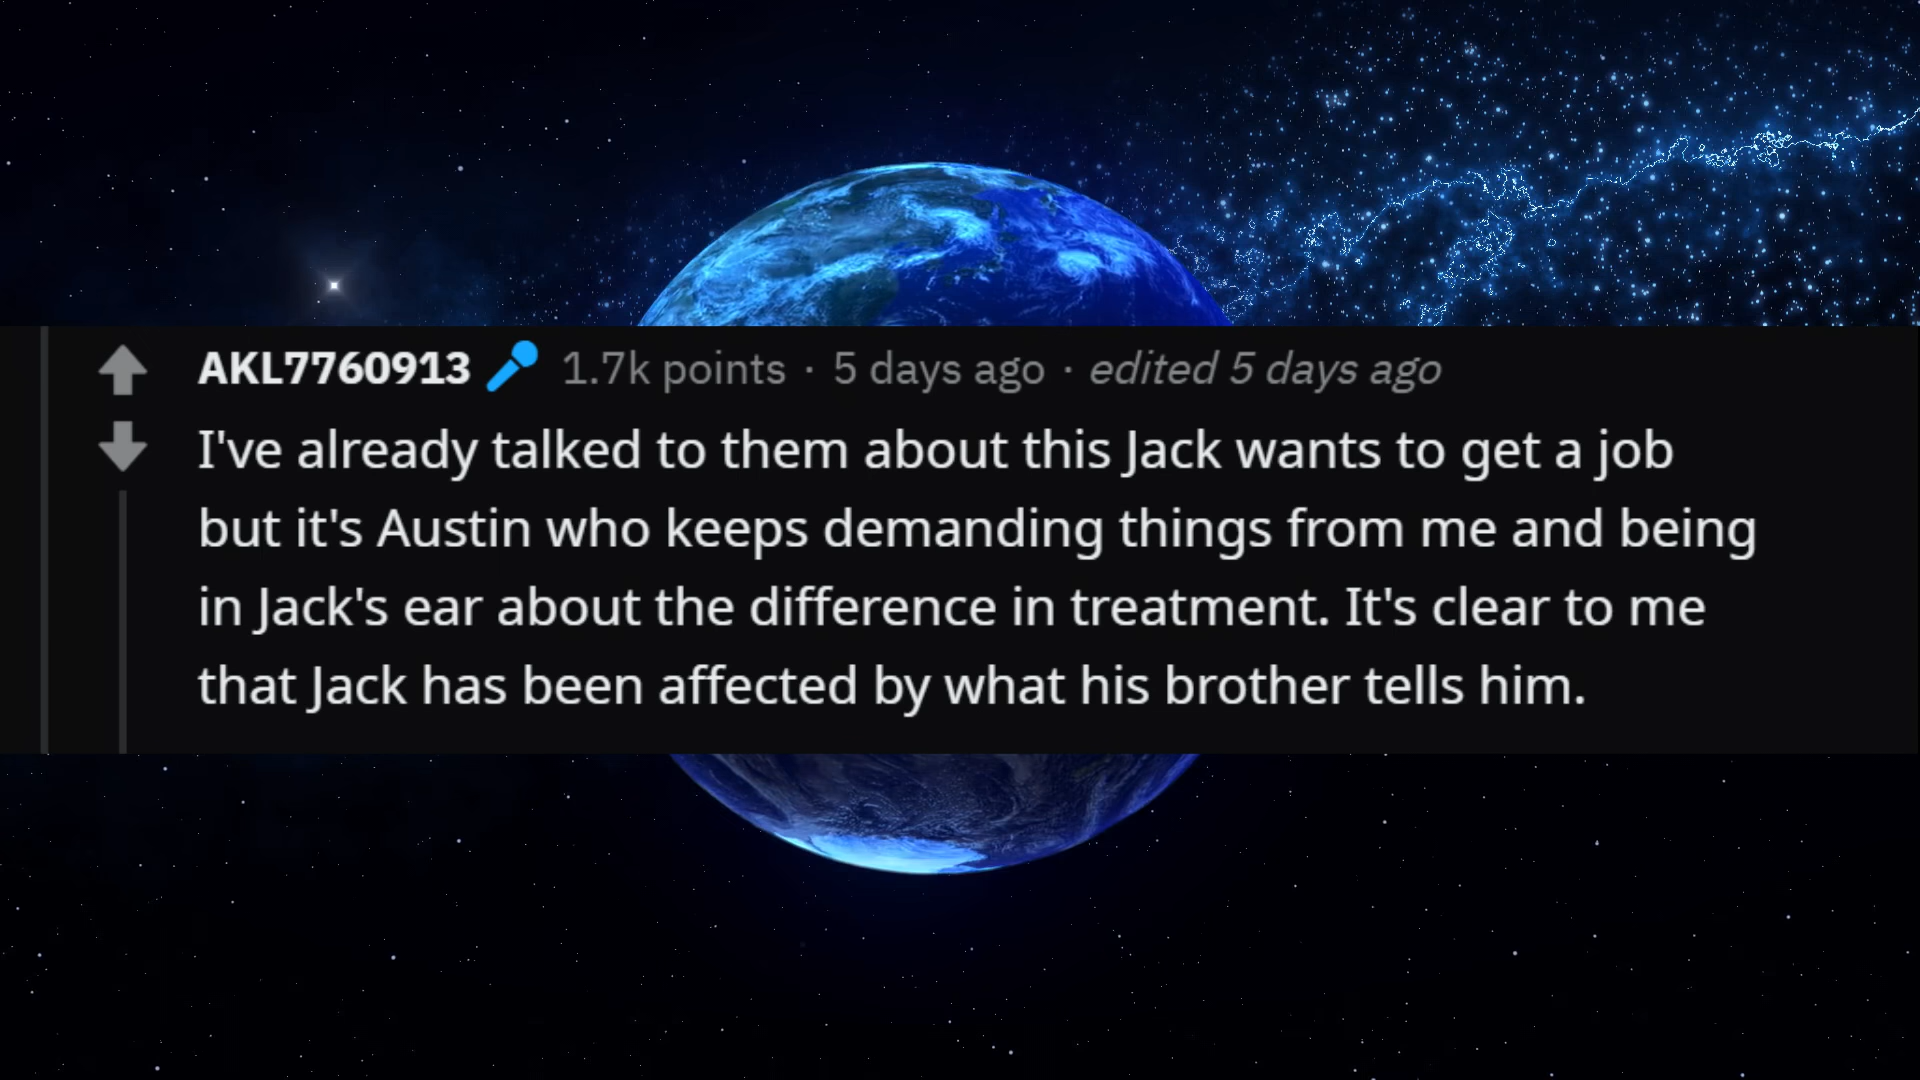 AKL7760913 1.7k points · 5 days ago · edited 5 days ago
I've already talked to them about this Jack wants to get a job
but it's Austin who keeps demanding things from me and being
in Jack's ear about the difference in treatment. It's clear to me
that Jack has been affected by what his brother tells him.